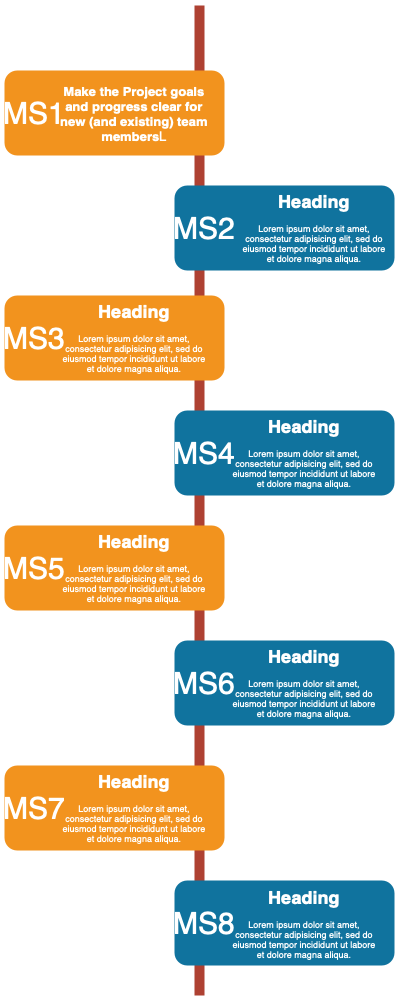 MS1
Make the Project goals
and progress clear for
new (and existing) team
membersL
MS2
Heading
Lorem ipsum dolor sit amet,
consectetur adipisicing elit, sed do
eiusmod tempor incididunt ut labore
et dolore magna aliqua.
MS3
Heading
Lorem ipsum dolor sit amet,
consectetur adipisicing elit, sed do
eiusmod tempor incididunt ut labore
et dolore magna aliqua.
MS4
Heading
Lorem ipsum dolor sit amet,
consectetur adipisicing elit, sed do
eiusmod tempor incididunt ut labore
et dolore magna aliqua.
MS5
Heading
Lorem ipsum dolor sit amet,
consectetur adipisicing elit, sed do
eiusmod tempor incididunt ut labore
et dolore magna aliqua.
MS6
Heading
Lorem ipsum dolor sit amet,
consectetur adipisicing elit, sed do
eiusmod tempor incididunt ut labore
et dolore magna aliqua.
MS7
Heading
Lorem ipsum dolor sit amet,
consectetur adipisicing elit, sed do
eiusmod tempor incididunt ut labore
et dolore magna aliqua.
MS8
Heading
Lorem ipsum dolor sit amet,
consectetur adipisicing elit, sed do
eiusmod tempor incididunt ut labore
et dolore magna aliqua.